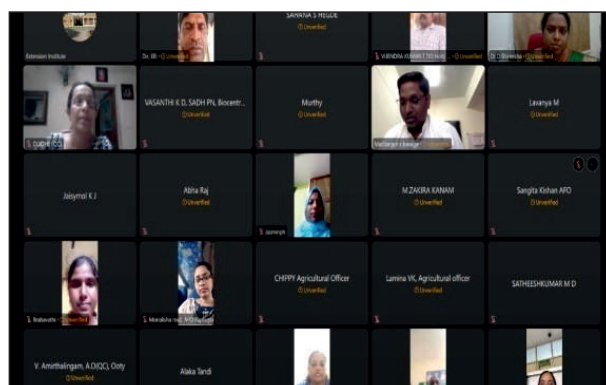 SAHANA S HEGDE
Extension Institute
Unverified
Unverified
VASANTHI K D, SADH PN, Biocentr...
Unverified
Murthy
Unverified
Lavanya M
Unverified
Jaisymol K J
Abha Raj
Unverified
M.ZAKIRA KANAM
Unverified
Sangita Kishan AFO
Unverified
CHIPPY Agricultural Officer
Unverified
Lamina VK, Agricultural officer
Unverified
SATHEESHKUMAR M D
V. Amirthalingam, A.D(QC), Ooty
Unverified
Alaka Tandi